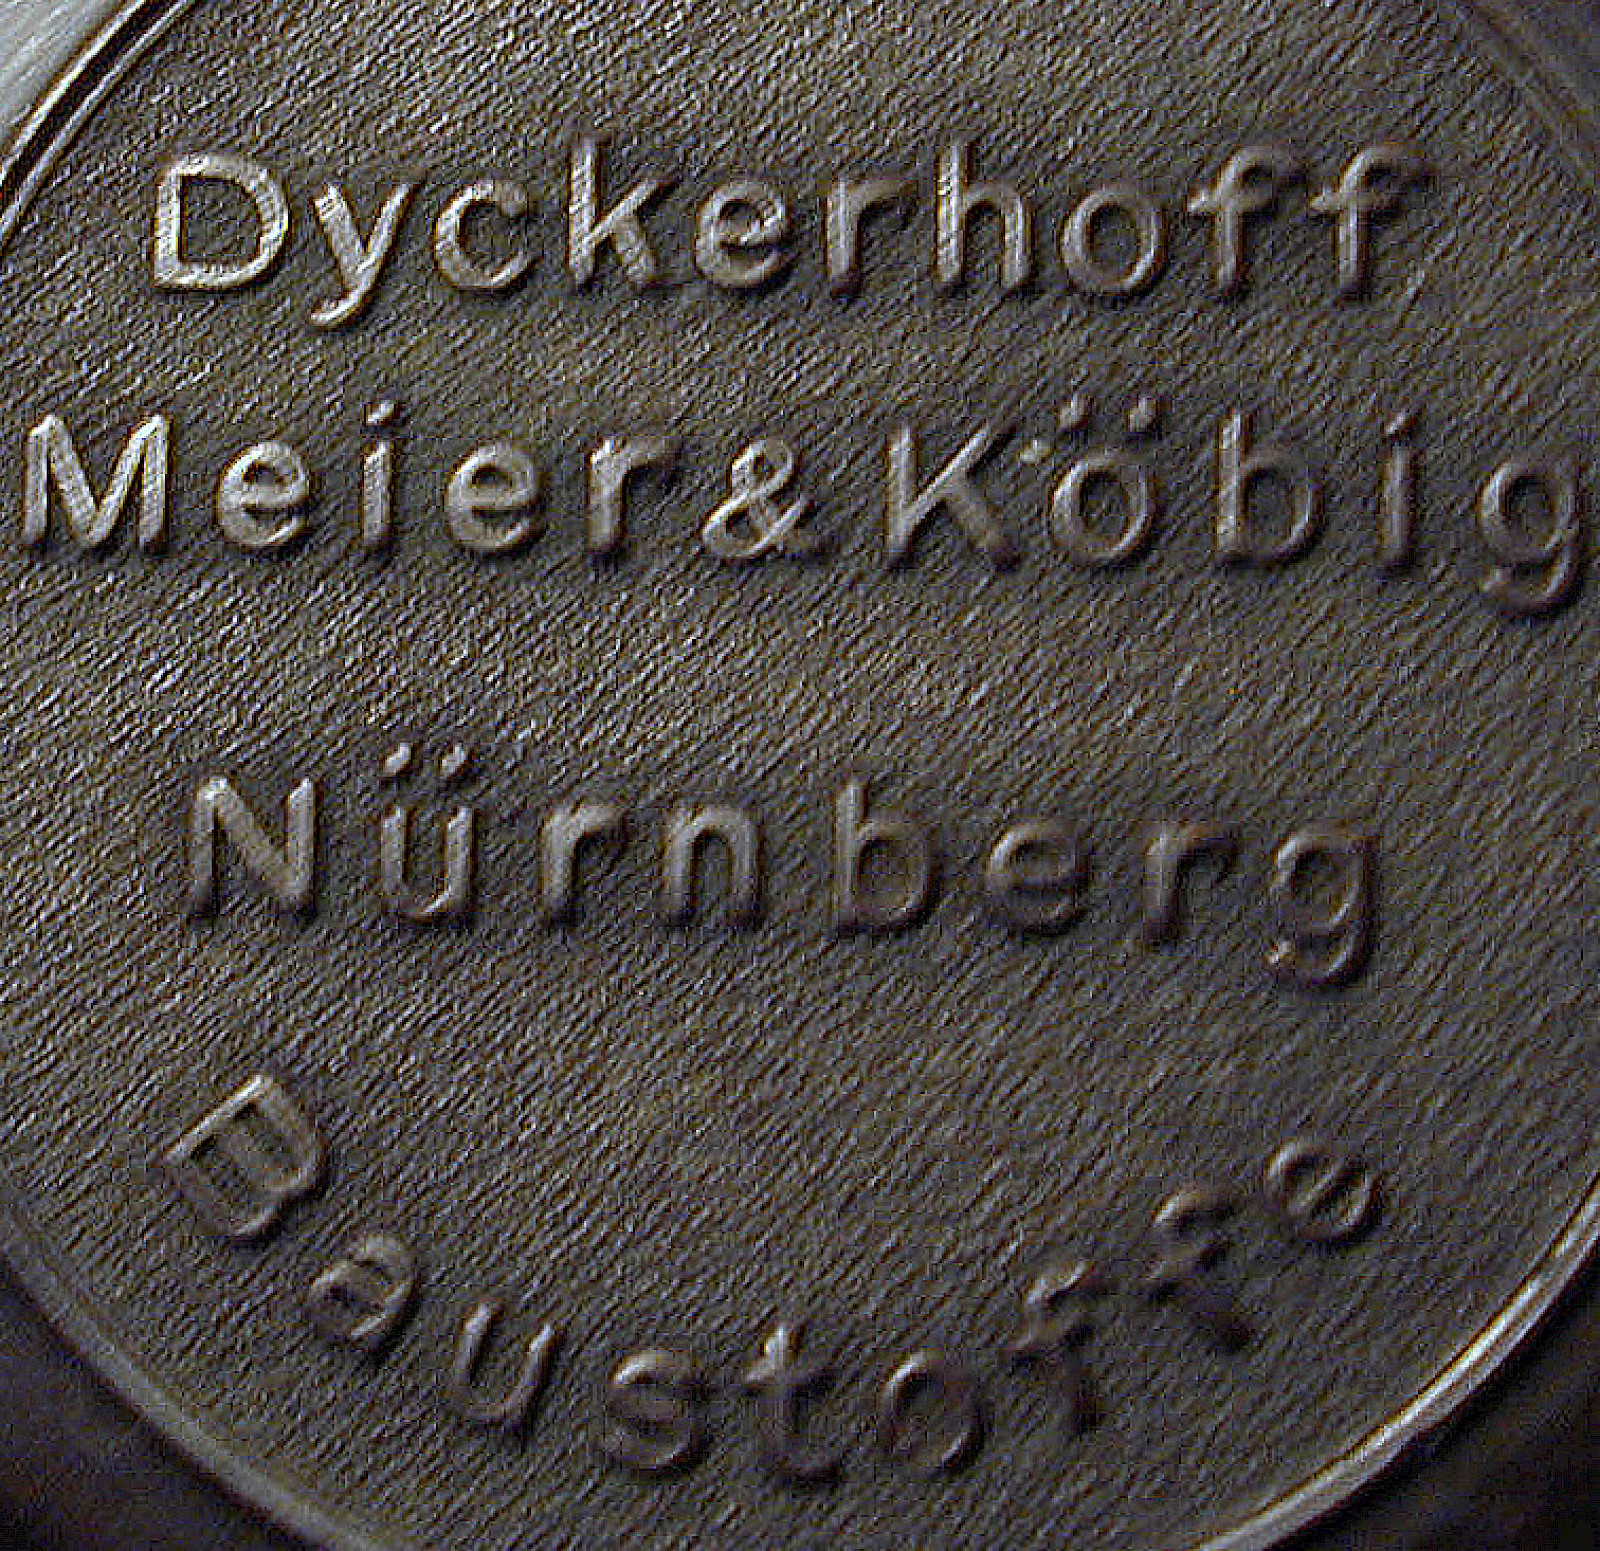 Dyckerhoff
Meier & Köbig
Nürnberg
Baustoffe